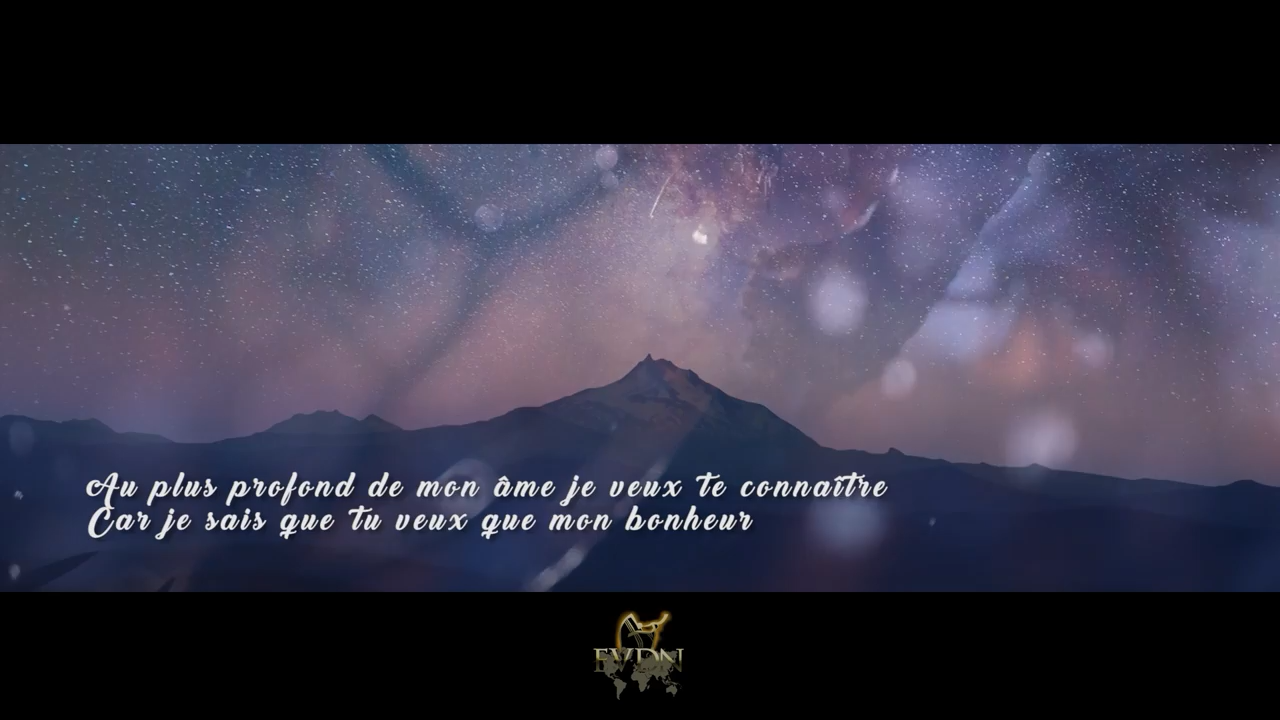 Au plus profond de mon âme je veux te connaître
Car je sais que tu veux que mon bonheur
EVDN